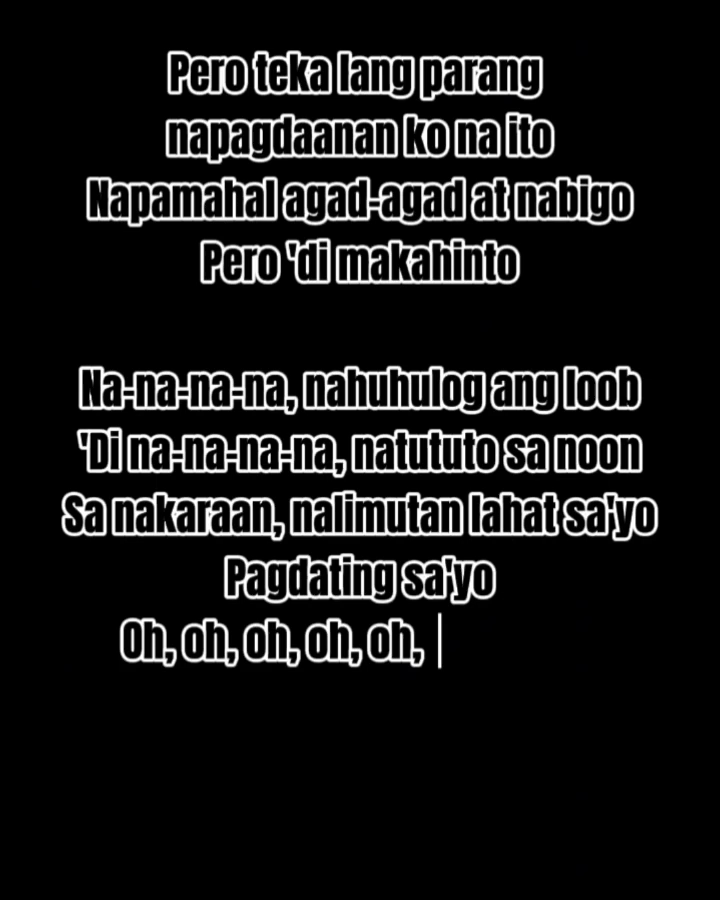 Pero teka lang parang
napagdaanan ko na ito
Napamahal agad-agad at nabigo
Pero 'di makahinto
Na-na-na-na, nahuhulog ang loob
'Di na-na-na-na, natututo sa noon
Sa nakaraan, nalimutan lahat sa'yo
Pagdating sa'yo
Oh, oh, oh, oh, oh,